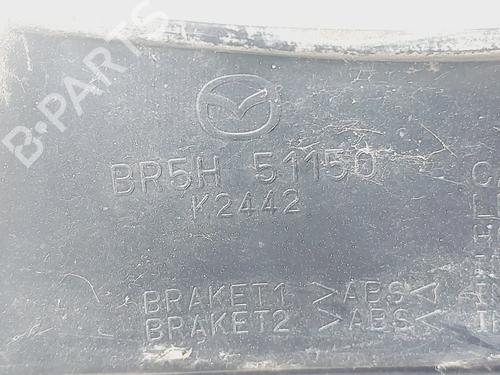 B-PARTS
BR5H 51150
K2442
BRAKET1 >ABS<
BRAKET2 >ABS<